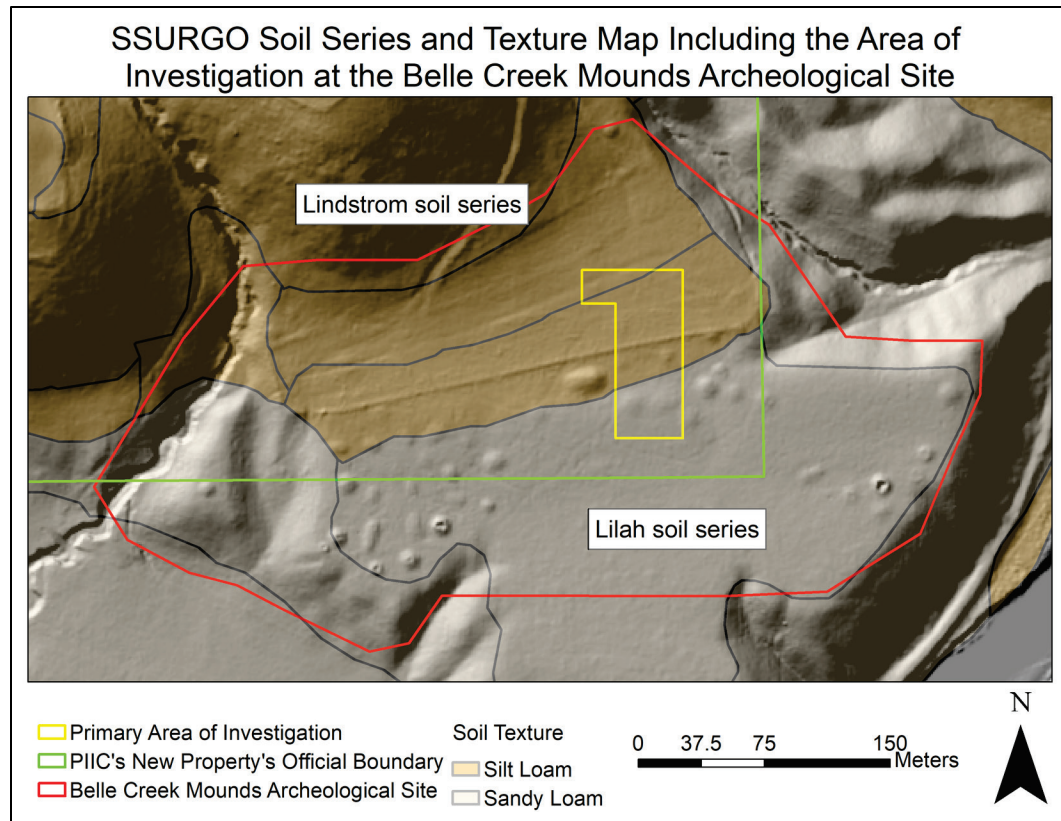 SSURGO Soil Series and Texture Map Including the Area of
Investigation at the Belle Creek Mounds Archeological Site
Lindstrom soil series
Lilah soil series
Primary Area of Investigation
PIIC's New Property's Official Boundary
Belle Creek Mounds Archeological Site
Soil Texture
Silt Loam
Sandy Loam
0 37.5 75 150
Meters
N